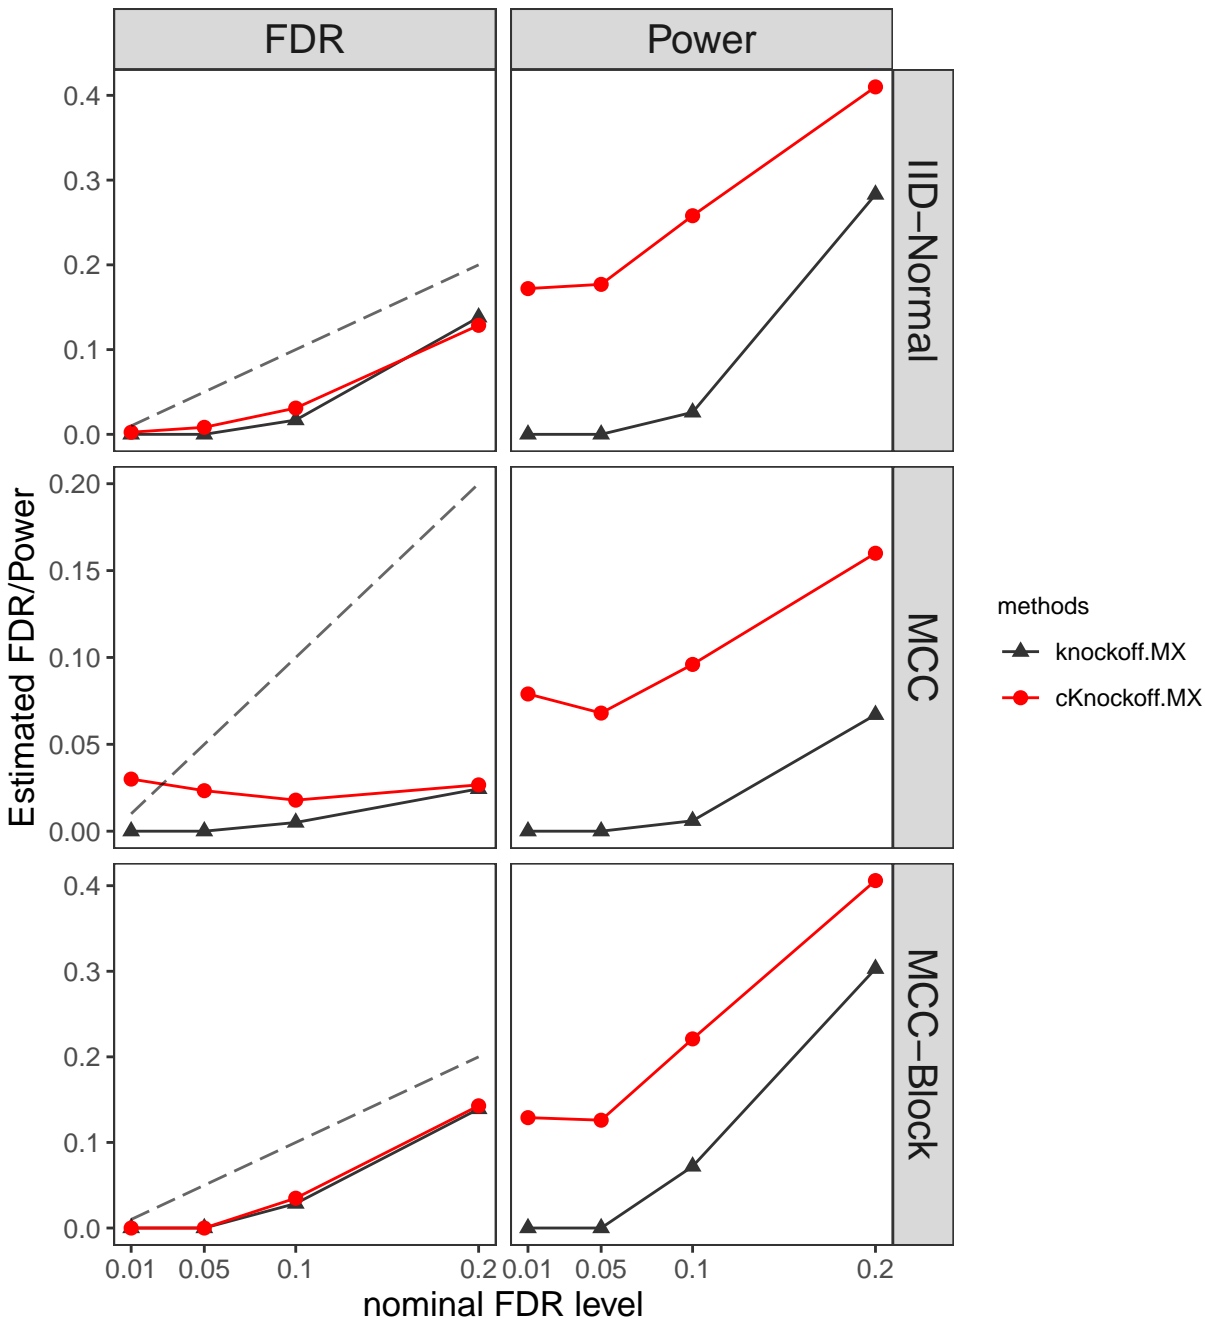 FDR
Power
0.4
0.3
0.2
0.1
0.0
IID−Normal
0.20
0.15
0.10
0.05
0.00
MCC
0.4
0.3
0.2
0.1
0.0
MCC−Block
0.01 0.05 0.1 0.2
0.01 0.05 0.1 0.2
nominal FDR level
Estimated FDR/Power
methods
knockoff.MX
cKnockoff.MX